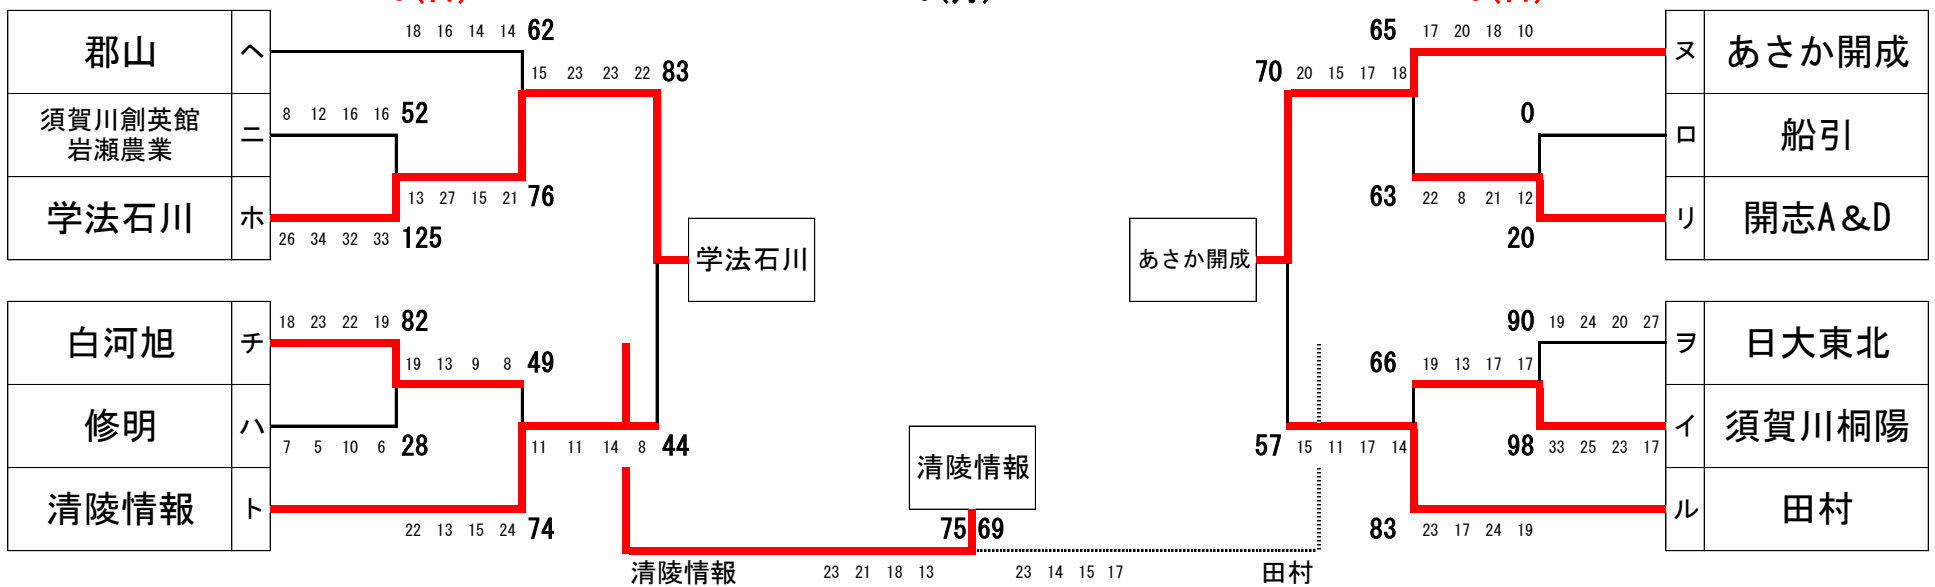 郡山 ヘ
18 16 14 14 62
15 23 23 22 83
須賀川創英館
岩瀬農業
ニ
8 12 16 16 52
13 27 15 21 76
学法石川 ホ
26 34 32 33 125
学法石川
白河旭 チ
18 23 22 19 82
19 13 9 8 49
修明 ハ
7 5 10 6 28
11 11 14 8 44
清陵情報 ト
22 13 15 24 74
清陵情報
75 69
清陵情報
23 21 18 13
23 14 15 17
田村
65 17 20 18 10
ヌ あさか開成
70 20 15 17 18
0
ロ 船引
63 22 8 21 12
リ 開志A&D
20
あさか開成
90 19 24 20 27
ヲ 日大東北
66 19 13 17 17
イ 須賀川桐陽
98 33 25 23 17
57 15 11 17 14
ル 田村
83 23 17 24 19